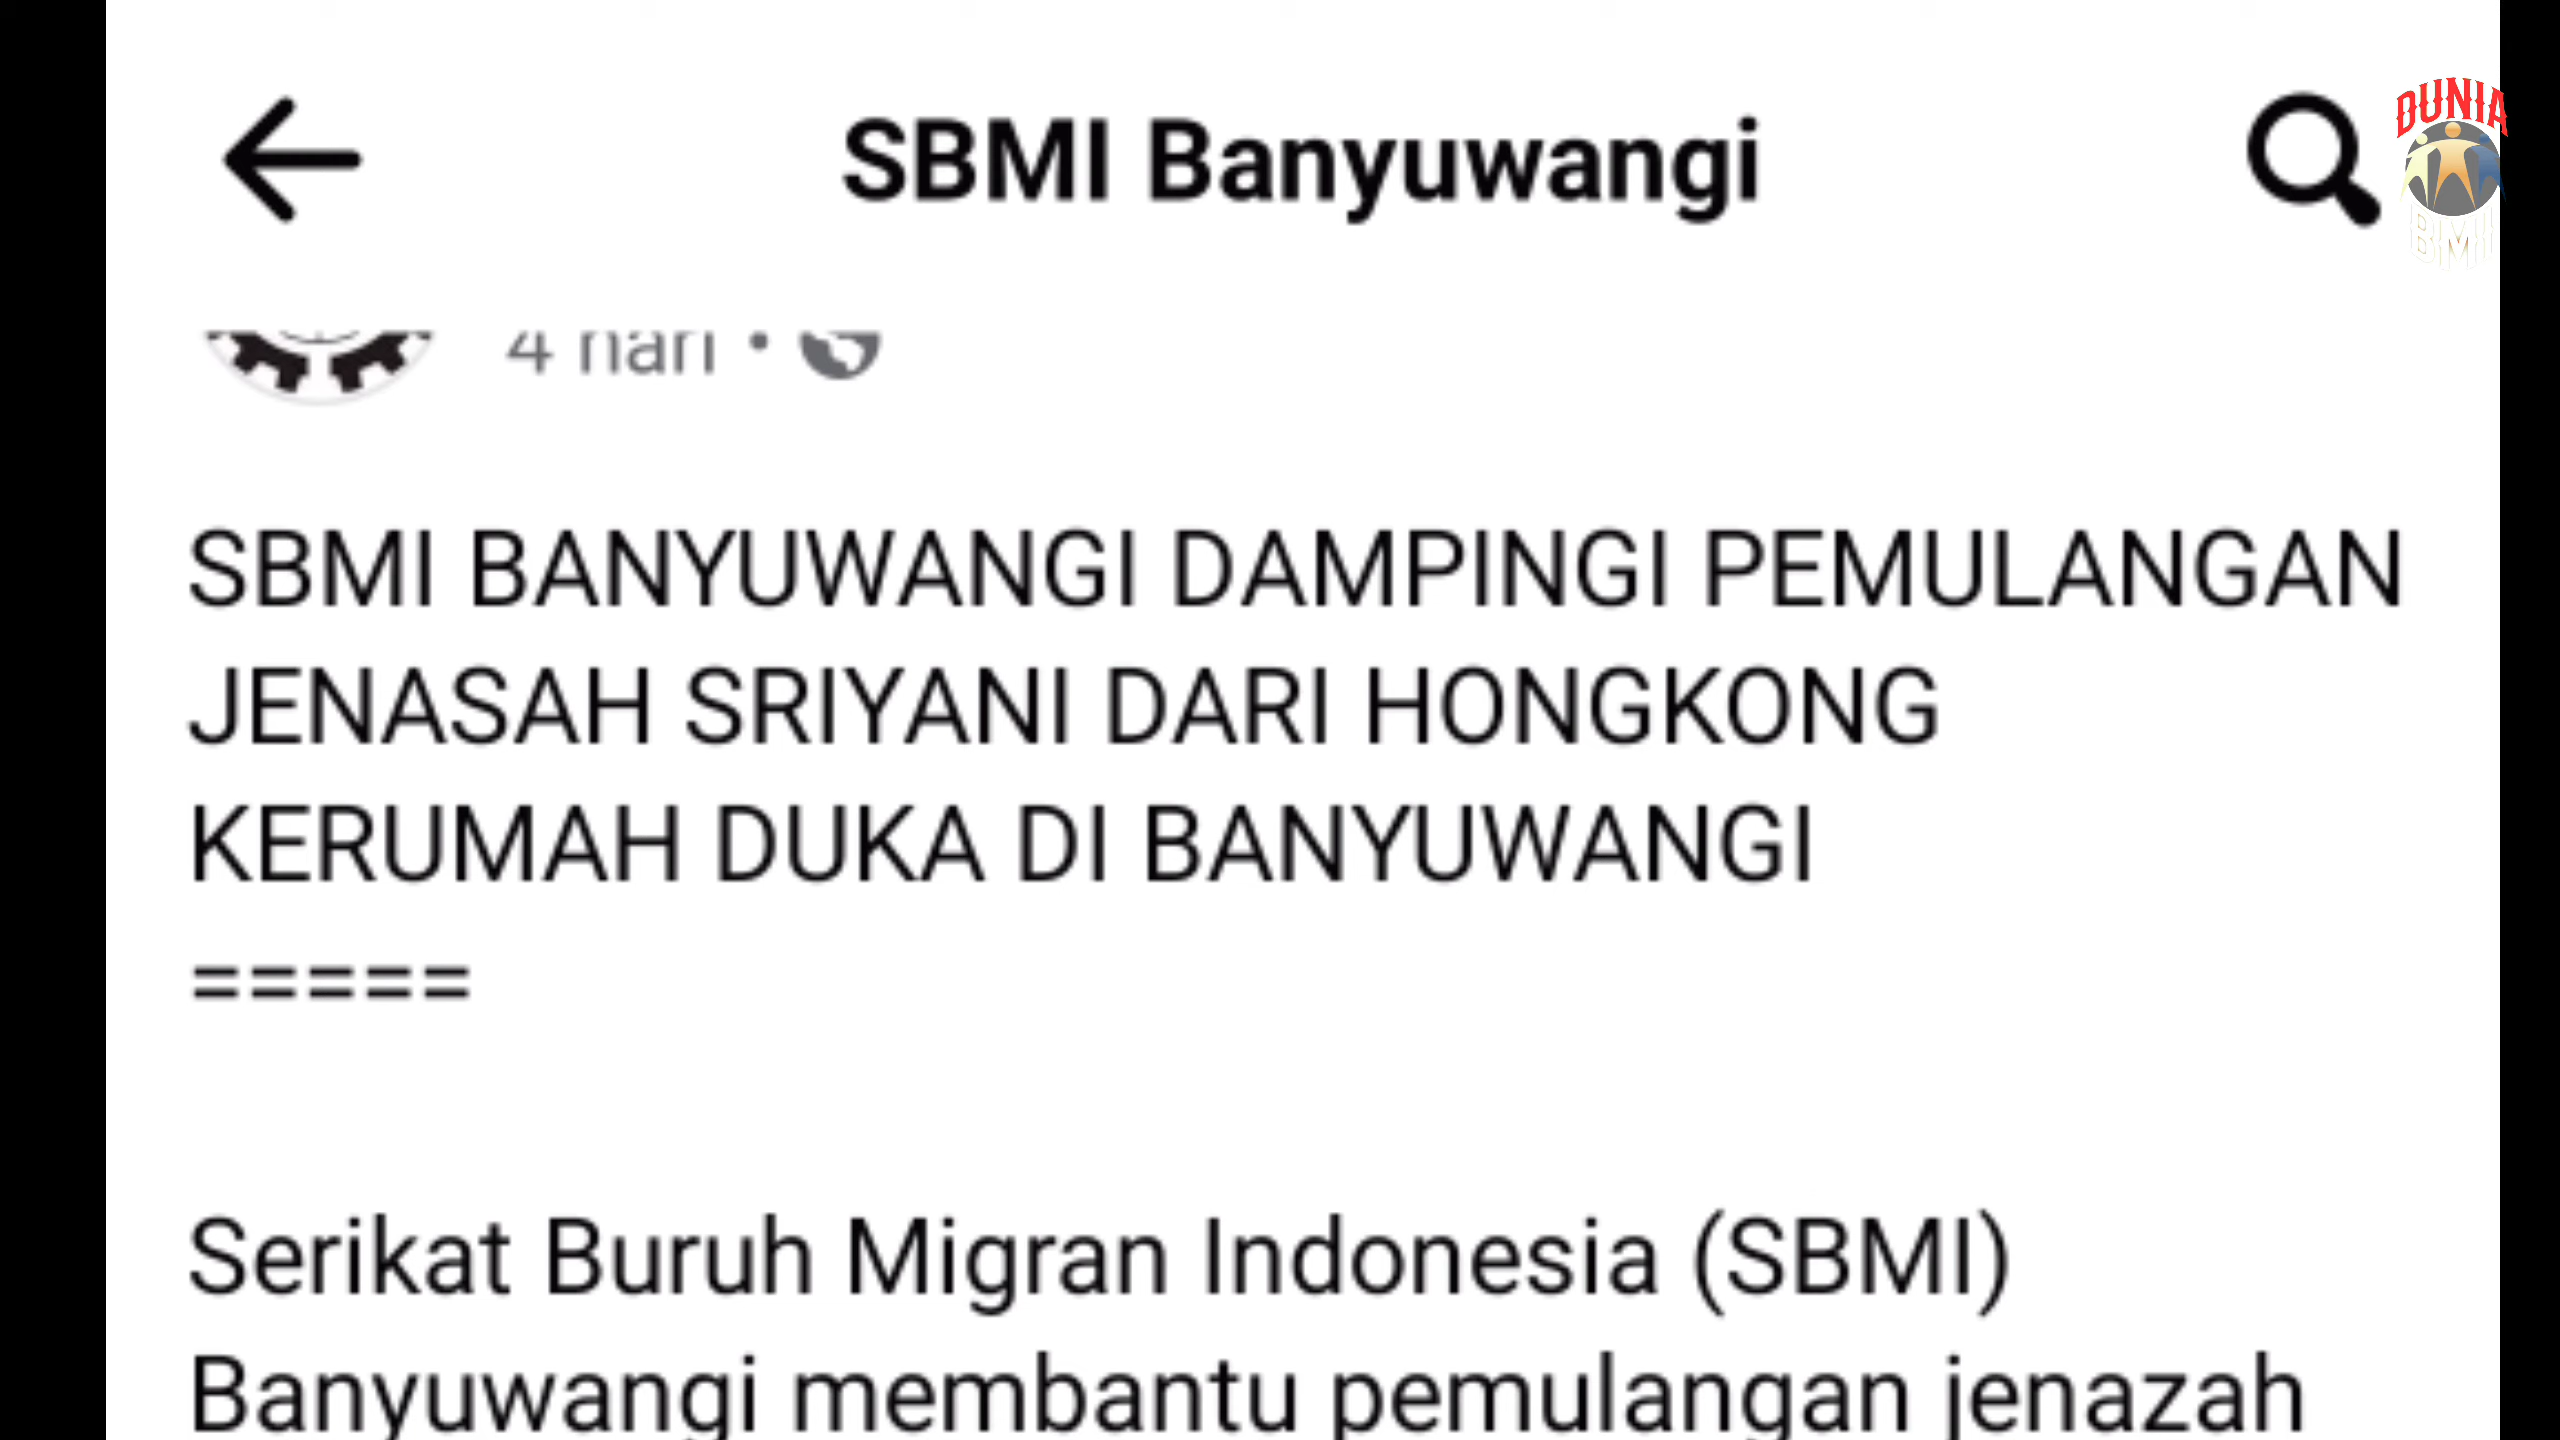 SBMI Banyuwangi
DUNIA
BMI
4 hari •
SBMI BANYUWANGI DAMPINGI PEMULANGAN
JENASAH SRIYANI DARI HONGKONG
KERUMAH DUKA DI BANYUWANGI
=====
Serikat Buruh Migran Indonesia (SBMI)
Banyuwangi membantu pemulangan jenazah